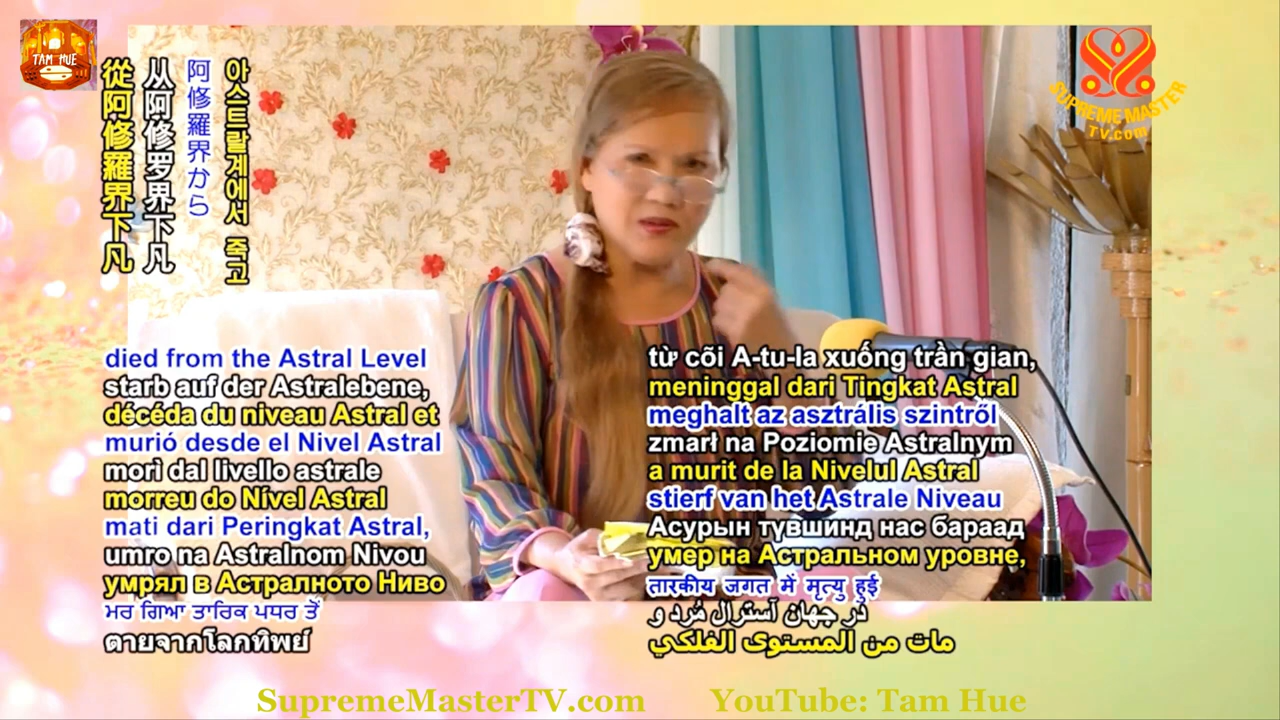 TAM HUE
SUPREME MASTER
TV.com
從阿修羅界下凡
从阿修罗界下凡
阿修羅界から
아스트랄계에서 죽고
died from the Astral Level
starb auf der Astralebene,
décéda du niveau Astral et
murió desde el Nivel Astral
morì dal livello astrale
morreu do Nível Astral
mati dari Peringkat Astral,
umro na Astralnom Nivou
умрял в Астралното Ниво
ਮਰ ਗਿਆ ਤਾਰਿਕ ਪਧਰ ਤੋਂ
ตายจากโลกทิพย์
từ cõi A-tu-la xuống trần gian,
meninggal dari Tingkat Astral
meghalt az asztrális szintről
zmarł na Poziomie Astralnym
a murit de la Nivelul Astral
stierf van het Astrale Niveau
Асурын түвшинд нас бараад
умер на Астральном уровне,
तारकीय जगत में मृत्यु हुई
در جهان آسترال مُرد و
مات من المستوى الفلكي
SupremeMasterTV.com
YouTube: Tam Hue